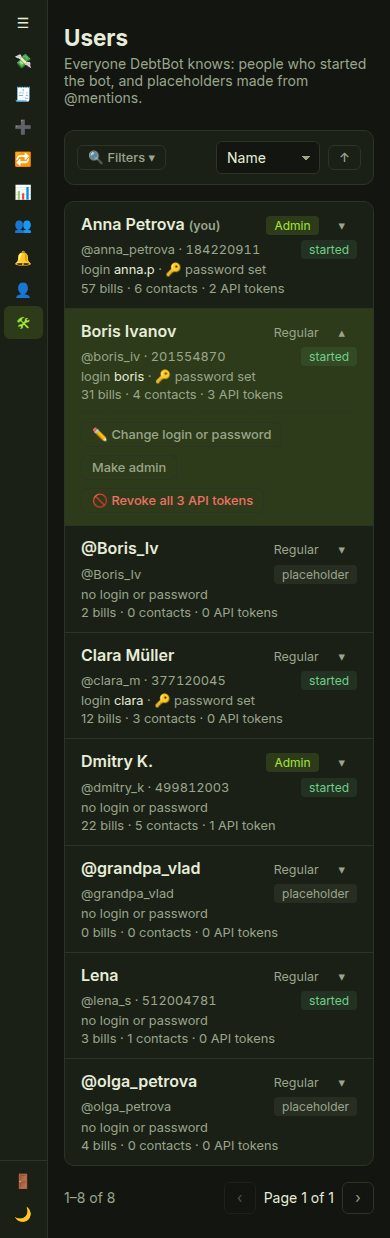 Users
Everyone DebtBot knows: people who started
the bot, and placeholders made from
@mentions.
🔍 Filters ▾ Name ↑
Anna Petrova (you) Admin ▾
@anna_petrova · 184220911 started
login anna.p · 🔑 password set
57 bills · 6 contacts · 2 API tokens
Boris Ivanov Regular ▴
@boris_iv · 201554870 started
login boris · 🔑 password set
31 bills · 4 contacts · 3 API tokens
✏️ Change login or password
Make admin
🚫 Revoke all 3 API tokens
@Boris_Iv Regular ▾
@Boris_Iv placeholder
no login or password
2 bills · 0 contacts · 0 API tokens
Clara Müller Regular ▾
@clara_m · 377120045 started
login clara · 🔑 password set
12 bills · 3 contacts · 0 API tokens
Dmitry K. Admin ▾
@dmitry_k · 499812003 started
no login or password
22 bills · 5 contacts · 1 API token
@grandpa_vlad Regular ▾
@grandpa_vlad placeholder
no login or password
0 bills · 0 contacts · 0 API tokens
Lena Regular ▾
@lena_s · 512004781 started
no login or password
3 bills · 1 contacts · 0 API tokens
@olga_petrova Regular ▾
@olga_petrova placeholder
no login or password
4 bills · 0 contacts · 0 API tokens
1–8 of 8 ‹ Page 1 of 1 ›